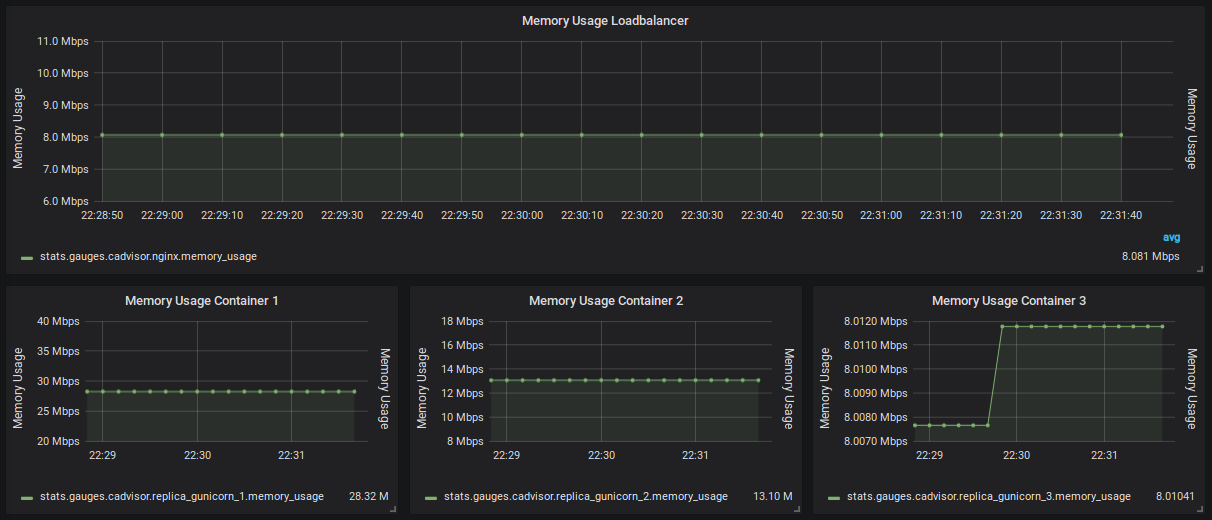 Memory Usage Loadbalancer
11.0 Mbps
10.0 Mbps
9.0 Mbps
8.0 Mbps
7.0 Mbps
6.0 Mbps
Memory Usage
Memory Usage
22:28:50 22:29:00 22:29:10 22:29:20 22:29:30 22:29:40 22:29:50 22:30:00 22:30:10 22:30:20 22:30:30 22:30:40 22:30:50 22:31:00 22:31:10 22:31:20 22:31:30 22:31:40
avg
stats.gauges.cadvisor.nginx.memory_usage 8.081 Mbps
Memory Usage Container 1
40 Mbps
35 Mbps
30 Mbps
25 Mbps
20 Mbps
Memory Usage
Memory Usage
22:29 22:30 22:31
stats.gauges.cadvisor.replica_gunicorn_1.memory_usage 28.32 M
Memory Usage Container 2
18 Mbps
16 Mbps
14 Mbps
12 Mbps
10 Mbps
8 Mbps
Memory Usage
Memory Usage
22:29 22:30 22:31
stats.gauges.cadvisor.replica_gunicorn_2.memory_usage 13.10 M
Memory Usage Container 3
8.0120 Mbps
8.0110 Mbps
8.0100 Mbps
8.0090 Mbps
8.0080 Mbps
8.0070 Mbps
Memory Usage
Memory Usage
22:29 22:30 22:31
stats.gauges.cadvisor.replica_gunicorn_3.memory_usage 8.01041